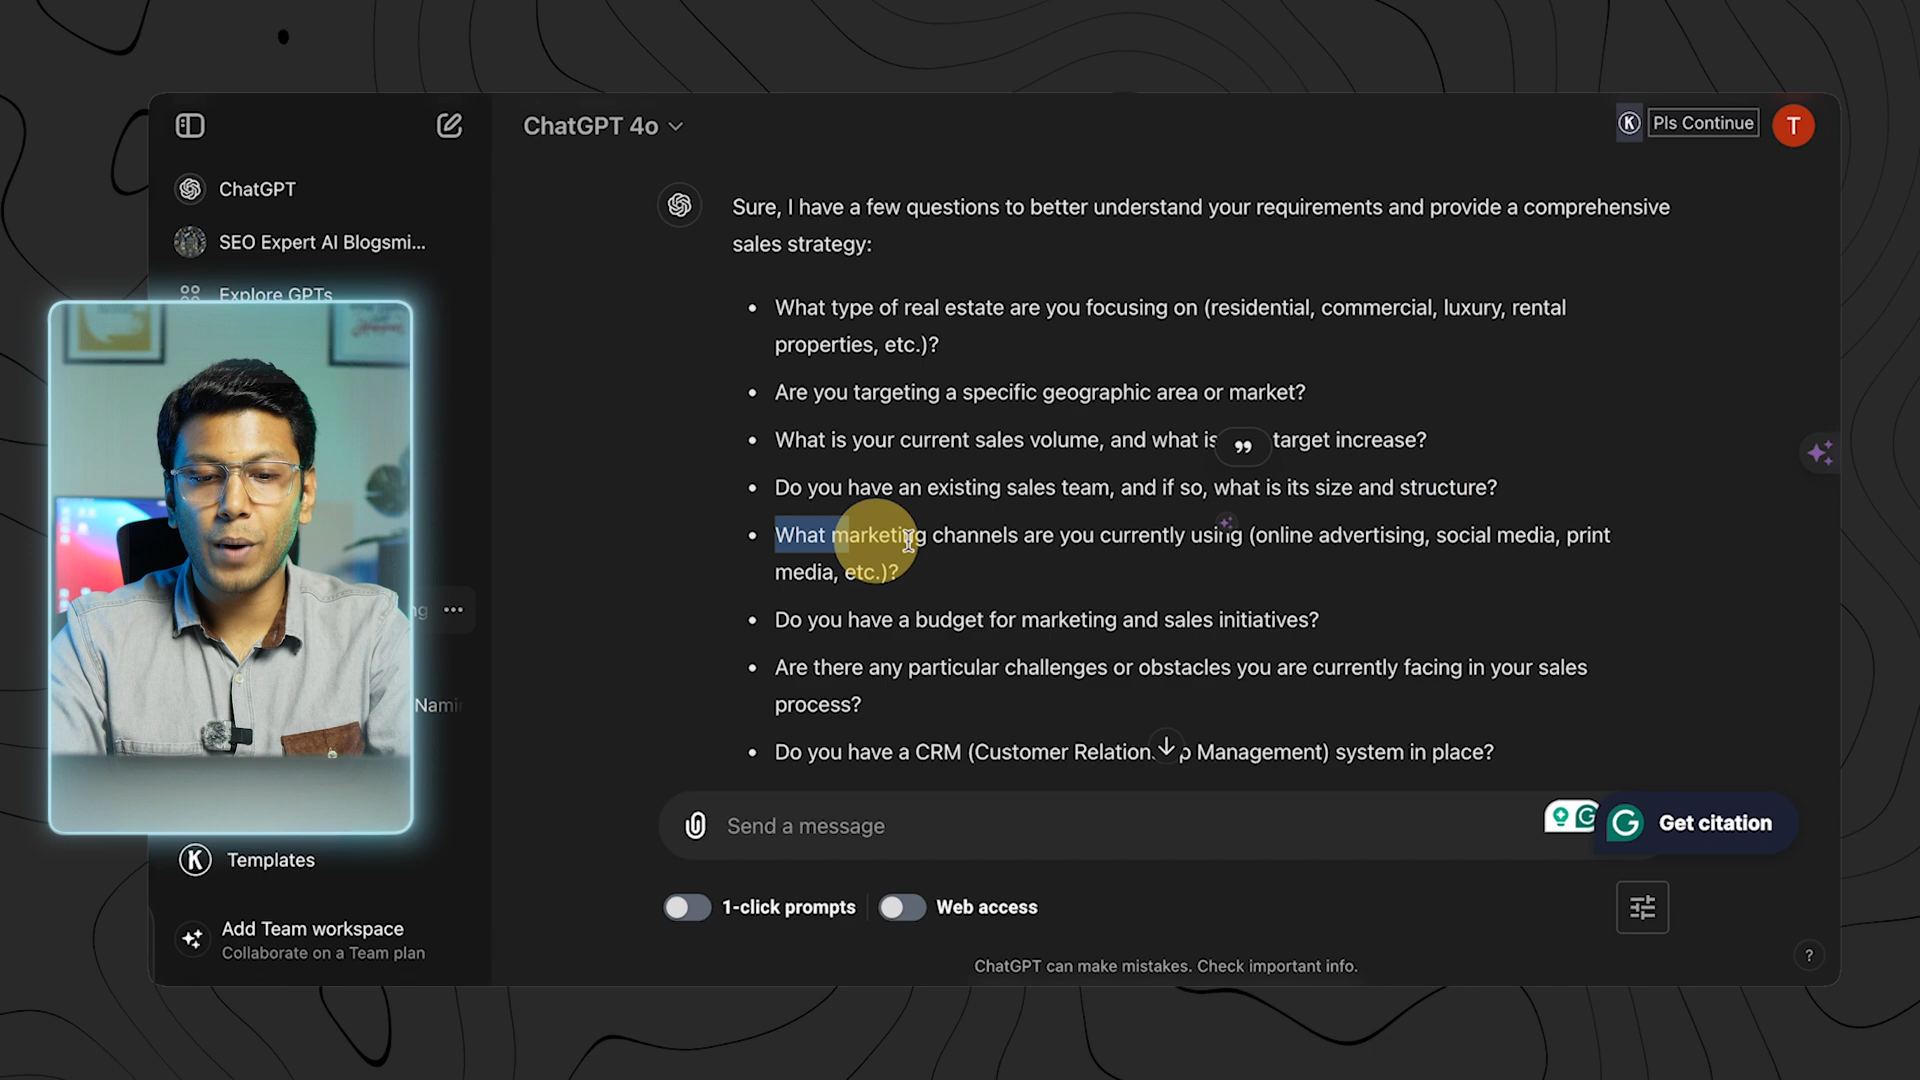 ChatGPT 4o
Pls Continue
T
ChatGPT
SEO Expert AI Blogsmi...
Explore GPTs
Sure, I have a few questions to better understand your requirements and provide a comprehensive
sales strategy:
• What type of real estate are you focusing on (residential, commercial, luxury, rental
properties, etc.)?
• Are you targeting a specific geographic area or market?
• What is your current sales volume, and what is target increase?
• Do you have an existing sales team, and if so, what is its size and structure?
• What marketing channels are you currently using (online advertising, social media, print
media, etc.)?
• Do you have a budget for marketing and sales initiatives?
• Are there any particular challenges or obstacles you are currently facing in your sales
process?
• Do you have a CRM (Customer Relation p Management) system in place?
Send a message
Get citation
K Templates
Add Team workspace
Collaborate on a Team plan
1-click prompts
Web access
ChatGPT can make mistakes. Check important info.
?